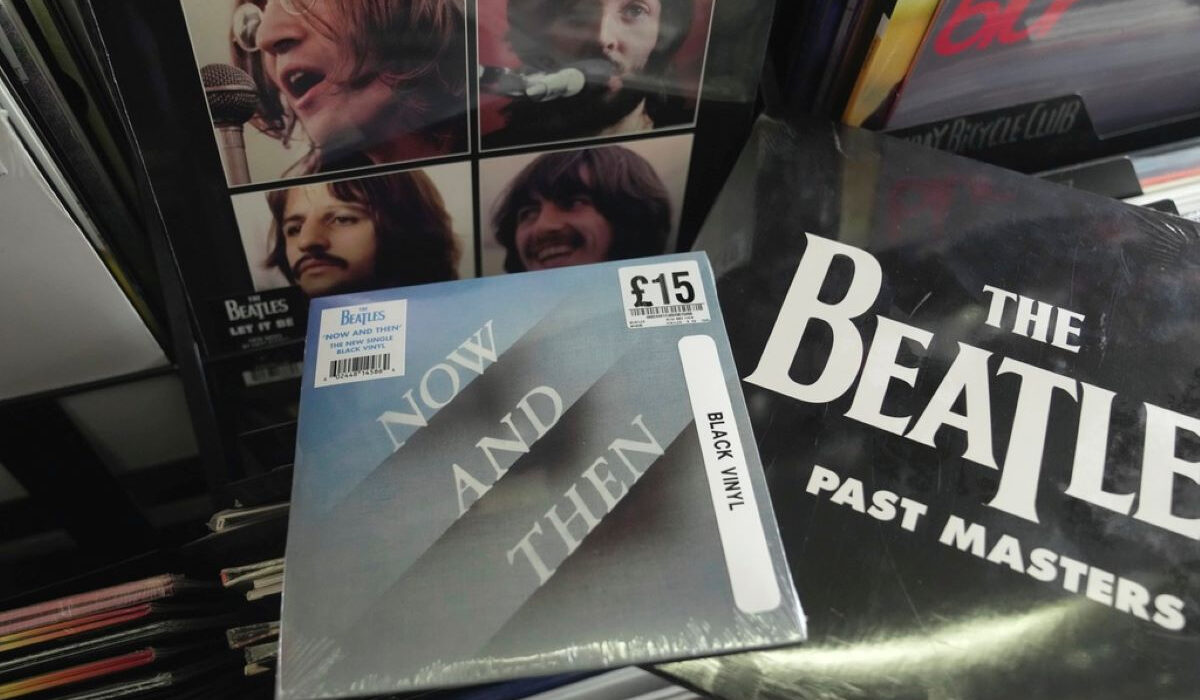 THE
BEATLES
LET IT BE
THE
BEATLES
'NOW AND THEN'
THE NEW SINGLE
BLACK VINYL
£15
NOW
AND
THEN
BLACK VINYL
THE
BEATLE
PAST MASTERS
BICYCLE CLUB